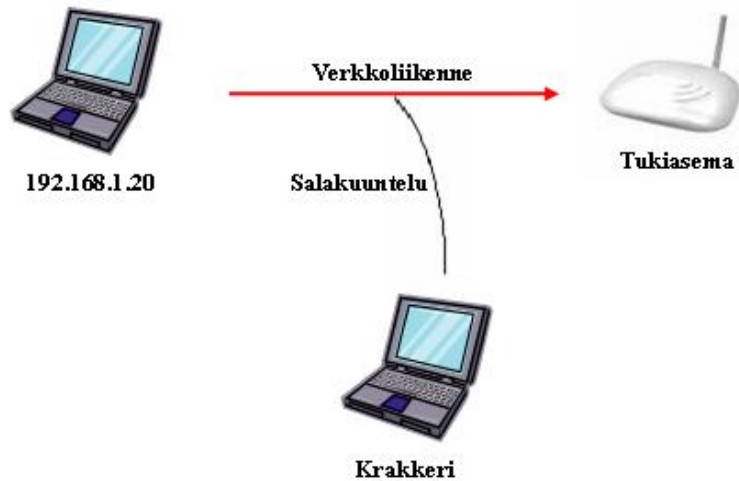 Verkkoliikenne
192.168.1.20
Tukiasema
Salakuuntelu
Krakkeri